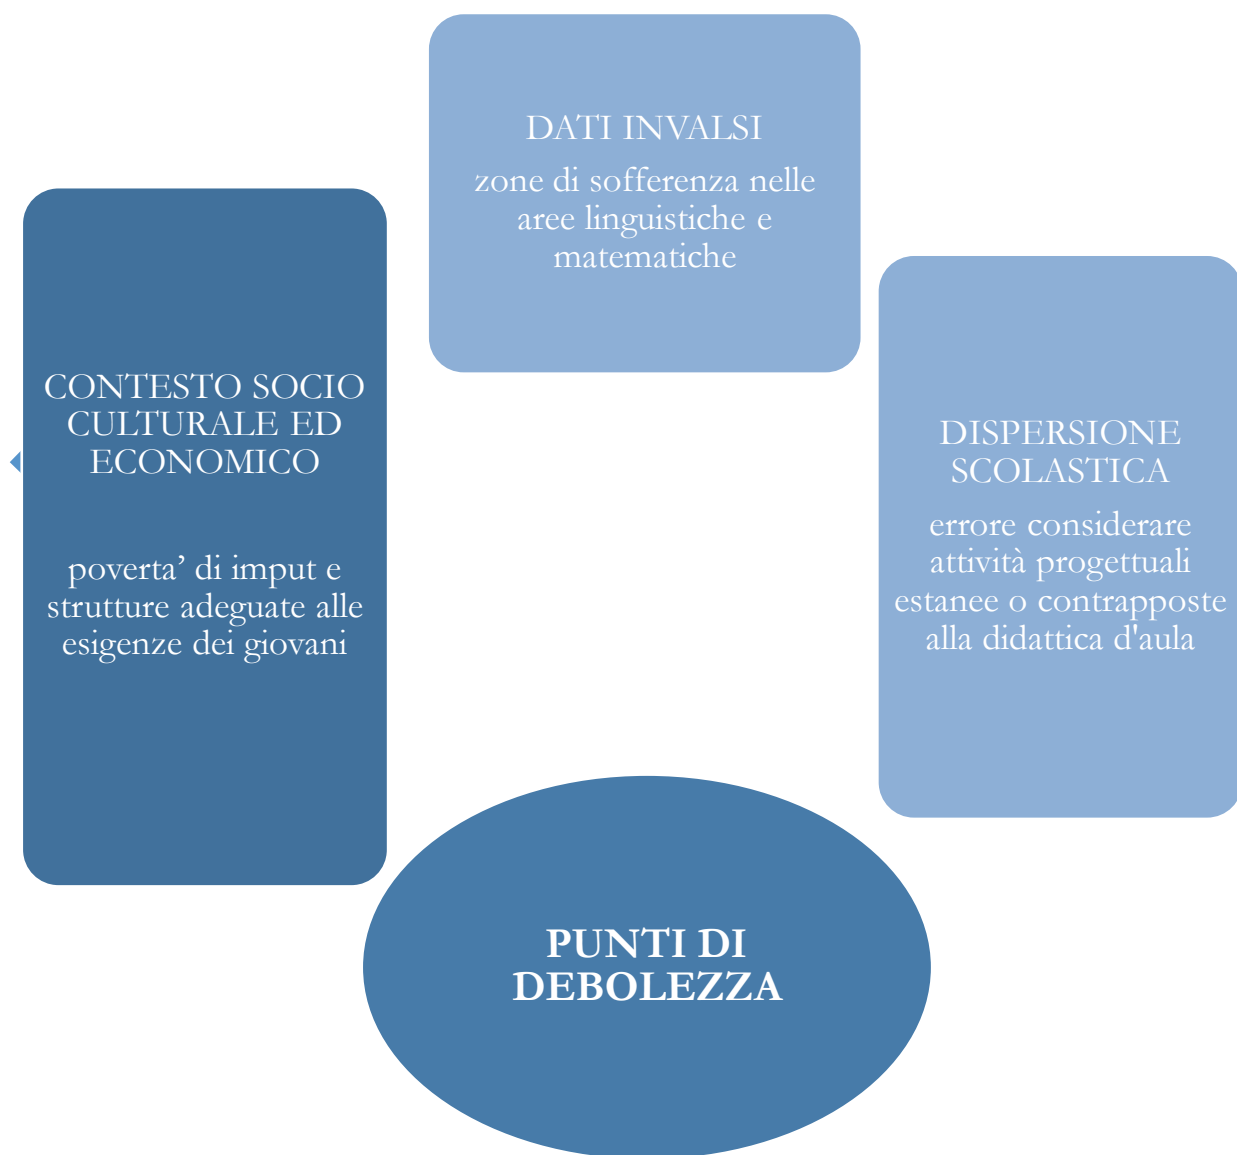 DATI INVALSI
zone di sofferenza nelle
aree linguistiche e
matematiche
CONTESTO SOCIO
CULTURALE ED
ECONOMICO
poverta’ di imput e
strutture adeguate alle
esigenze dei giovani
DISPERSIONE
SCOLASTICA
errore considerare
attività progettuali
estanee o contrapposte
alla didattica d'aula
PUNTI DI
DEBOLEZZA